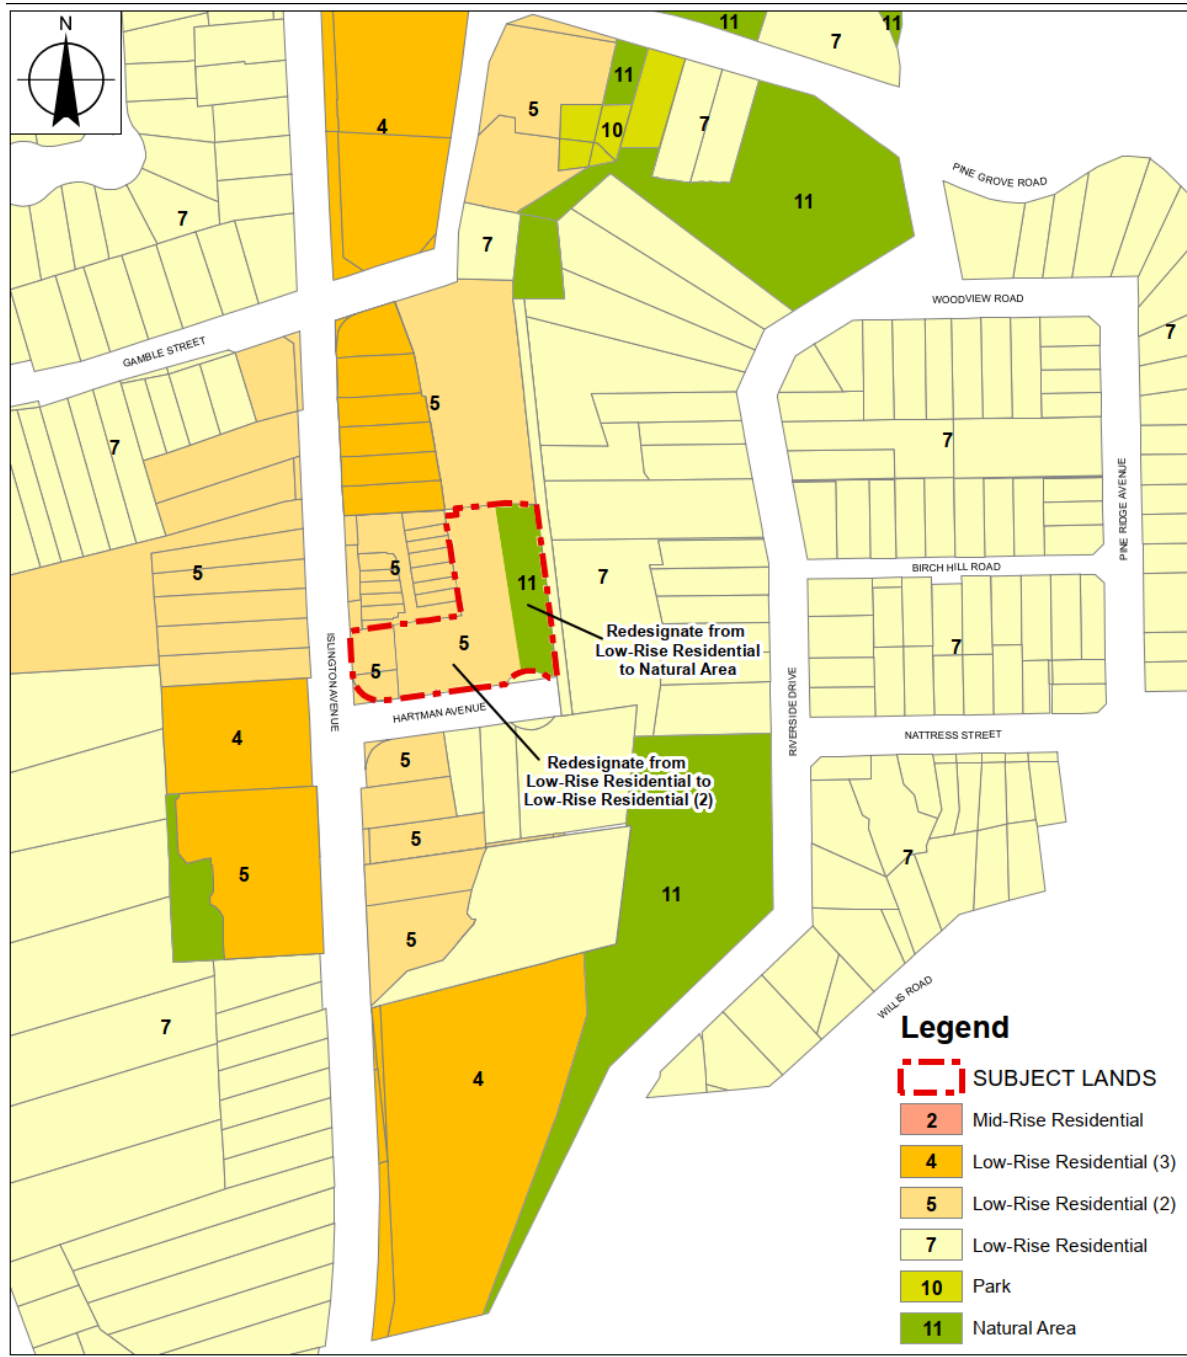 N
11
11
7
11
4
5
10
7
PINE GROVE ROAD
11
7
7
WOODVIEW ROAD
7
GAMBLE STREET
5
7
7
PINE RIDGE AVENUE
5
5
11
7
BIRCH HILL ROAD
ISLINGTON AVENUE
5
5
Redesignate from
Low-Rise Residential
to Natural Area
7
RIVERSIDE DRIVE
HARTMAN AVENUE
4
NATTRESS STREET
5
Redesignate from
Low-Rise Residential to
Low-Rise Residential (2)
5
7
5
11
5
WILLIS ROAD
7
4
Legend
SUBJECT LANDS
2 Mid-Rise Residential
4 Low-Rise Residential (3)
5 Low-Rise Residential (2)
7 Low-Rise Residential
10 Park
11 Natural Area